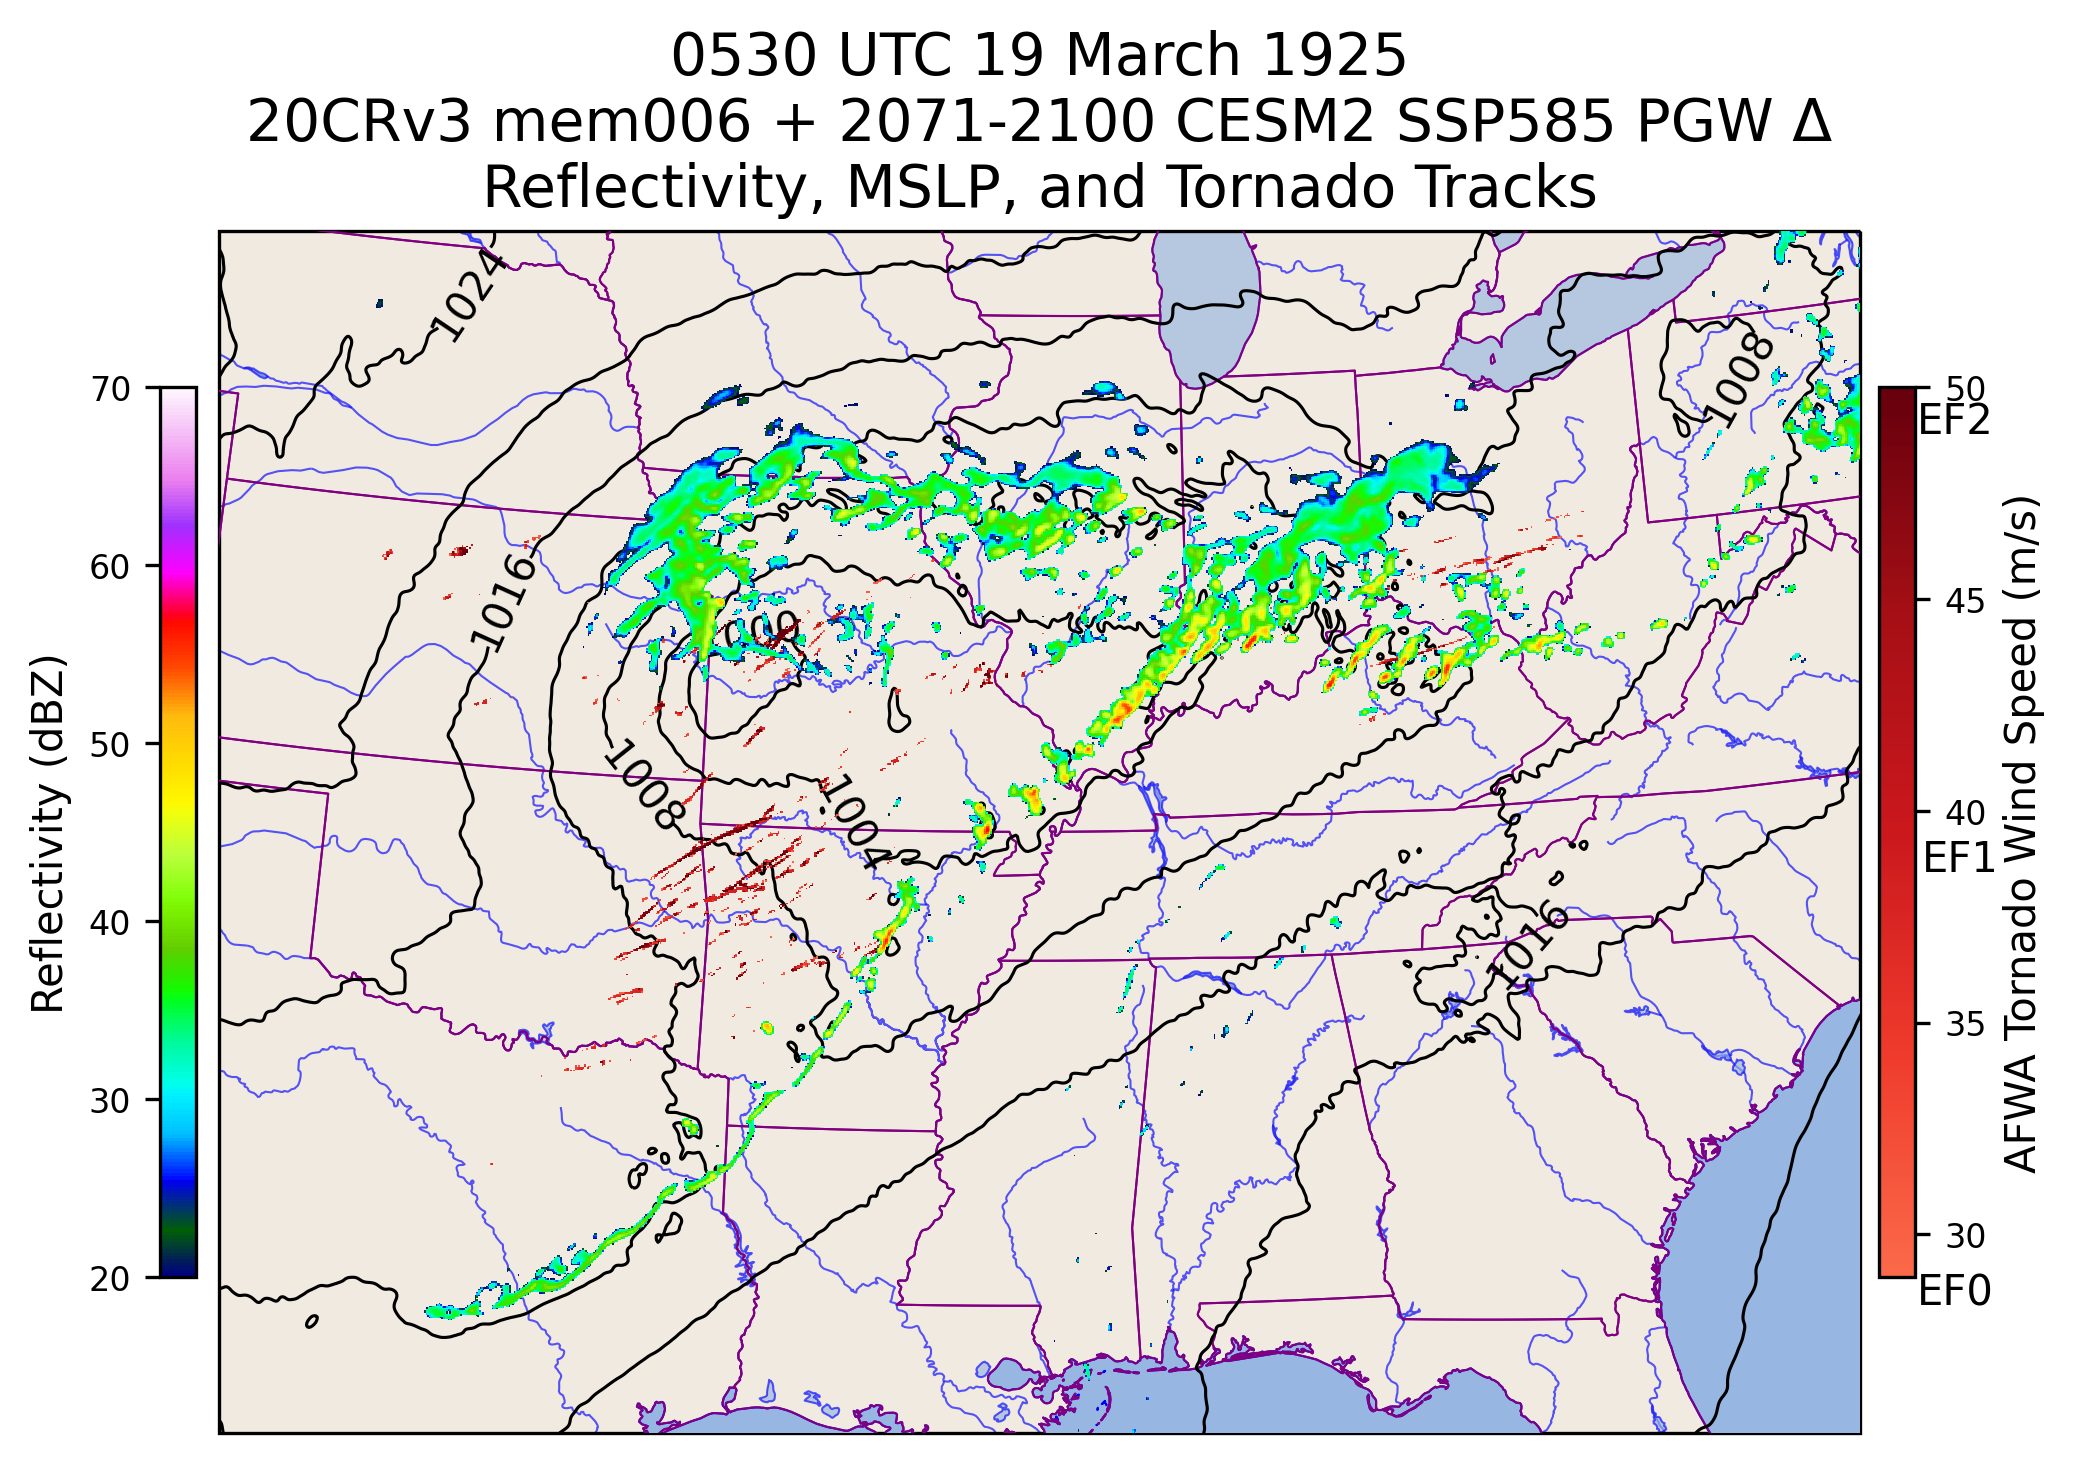 0530 UTC 19 March 1925
20CRv3 mem006 + 2071-2100 CESM2 SSP585 PGW Δ
Reflectivity, MSLP, and Tornado Tracks
1024
1008
1016
1008
1004
1016
70
60
50
40
30
20
Reflectivity (dBZ)
50
EF2
45
40
EF1
35
30
EF0
AFWA Tornado Wind Speed (m/s)